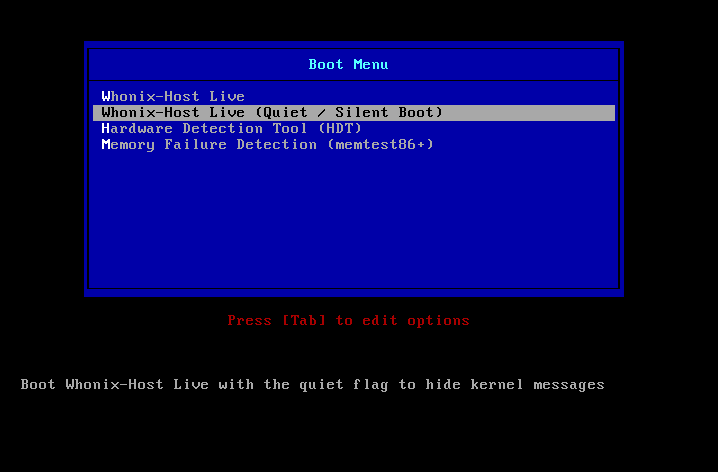 Boot Menu
Whonix-Host Live
Whonix-Host Live (Quiet / Silent Boot)
Hardware Detection Tool (HDT)
Memory Failure Detection (memtest86+)
Press [Tab] to edit options
Boot Whonix-Host Live with the quiet flag to hide kernel messages